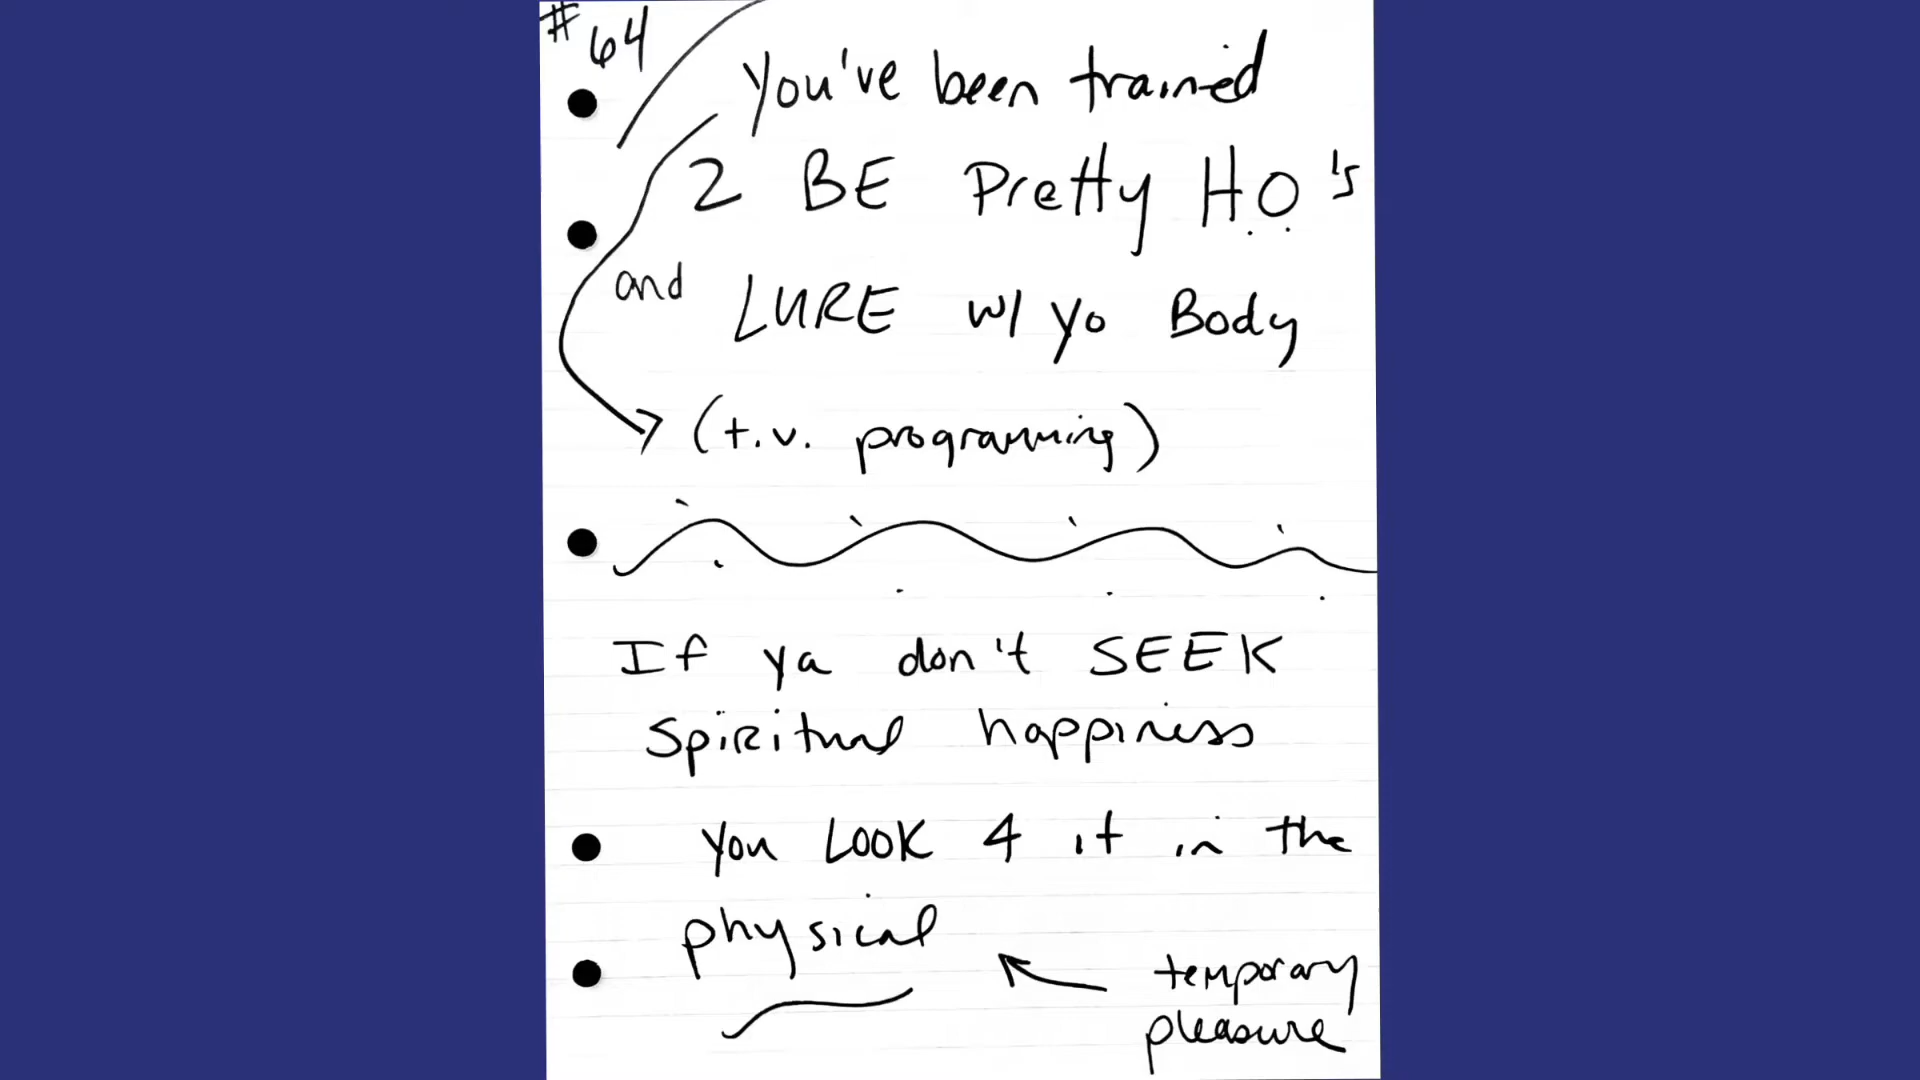 #64
You've been trained
2 BE Pretty HO's
and LURE w/ yo Body
(t.v. programming)
If ya don't SEEK
spiritual happiness
you LOOK 4 it in the
physical
temporary
pleasure